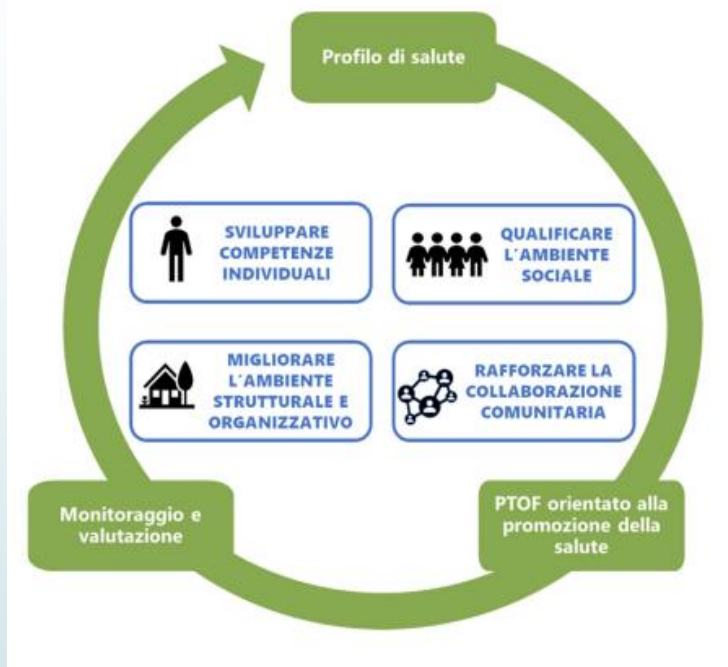 Profilo di salute
SVILUPPARE
COMPETENZE
INDIVIDUALI
QUALIFICARE
L'AMBIENTE
SOCIALE
MIGLIORARE
L'AMBIENTE
STRUTTURALE E
ORGANIZZATIVO
RAFFORZARE LA
COLLABORAZIONE
COMUNITARIA
Monitoraggio e
valutazione
PTOF orientato alla
promozione della
salute